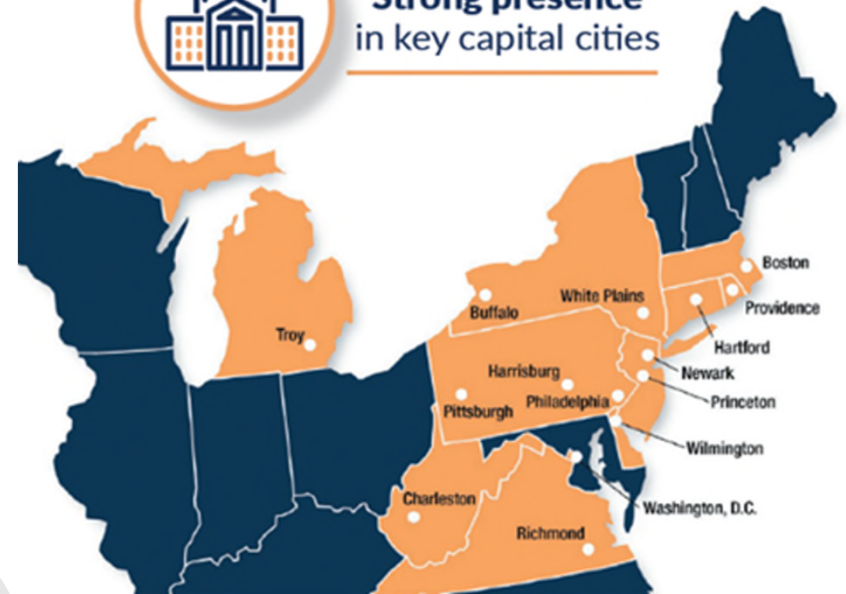 Strong presence
in key capital cities
Boston
Buffalo
White Plains
Providence
Troy
Hartford
Harrisburg
Newark
Pittsburgh
Philadelphia
Princeton
Wilmington
Charleston
Washington, D.C.
Richmond